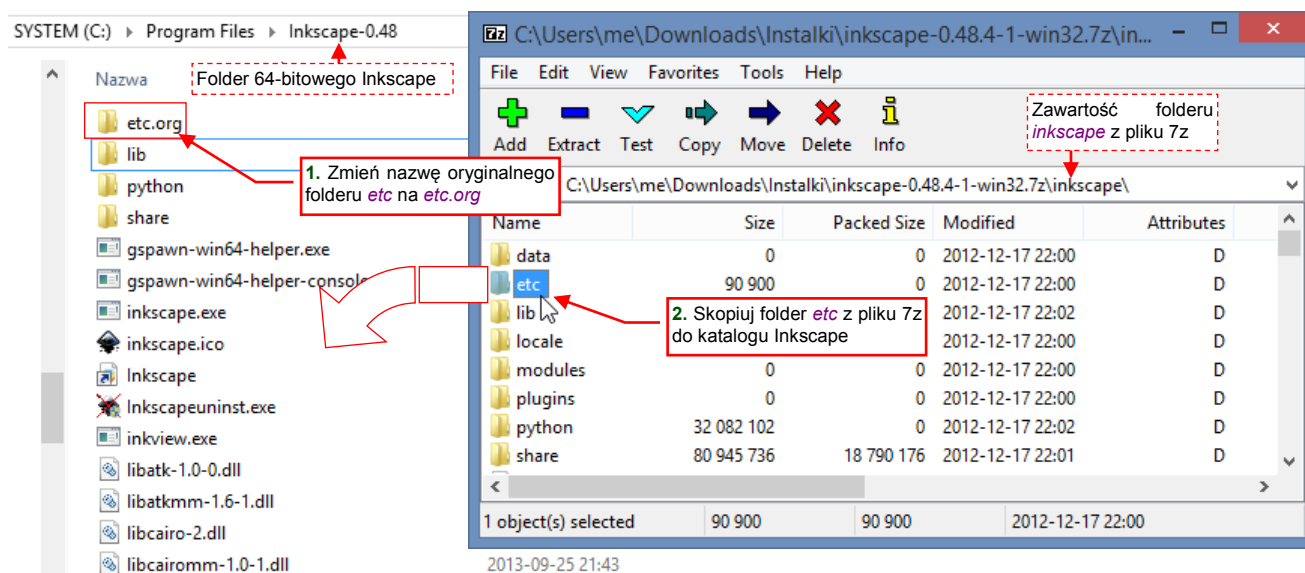 SYSTEM (C:) Program Files Inkscape-0.48
Nazwa
Folder 64-bitowego Inkscape
etc.org
lib
python
share
gspawn-win64-helper.exe
gspawn-win64-helper-console
inkscape.exe
inkscape.ico
Inkscape
Inkscapeuninst.exe
inkview.exe
libatk-1.0-0.dll
libatkmm-1.6-1.dll
libcairo-2.dll
libcairomm-1.0-1.dll
2013-09-25 21:43
1. Zmień nazwę oryginalnego
folderu etc na etc.org
7z C:\Users\me\Downloads\Instalki\inkscape-0.48.4-1-win32.7z\in...
File Edit View Favorites Tools Help
Add Extract Test Copy Move Delete Info
Zawartość folderu
inkscape z pliku 7z
C:\Users\me\Downloads\Instalki\inkscape-0.48.4-1-win32.7z\inkscape\
Name Size Packed Size Modified Attributes
data 0 0 2012-12-17 22:00 D
etc 90 900 0 2012-12-17 22:00 D
lib 2012-12-17 22:02 D
locale 2012-12-17 22:00 D
modules 0 0 2012-12-17 22:00 D
plugins 0 0 2012-12-17 22:00 D
python 32 082 102 0 2012-12-17 22:02 D
share 80 945 736 18 790 176 2012-12-17 22:01 D
2. Skopiuj folder etc z pliku 7z
do katalogu Inkscape
1 object(s) selected 90 900 90 900 2012-12-17 22:00